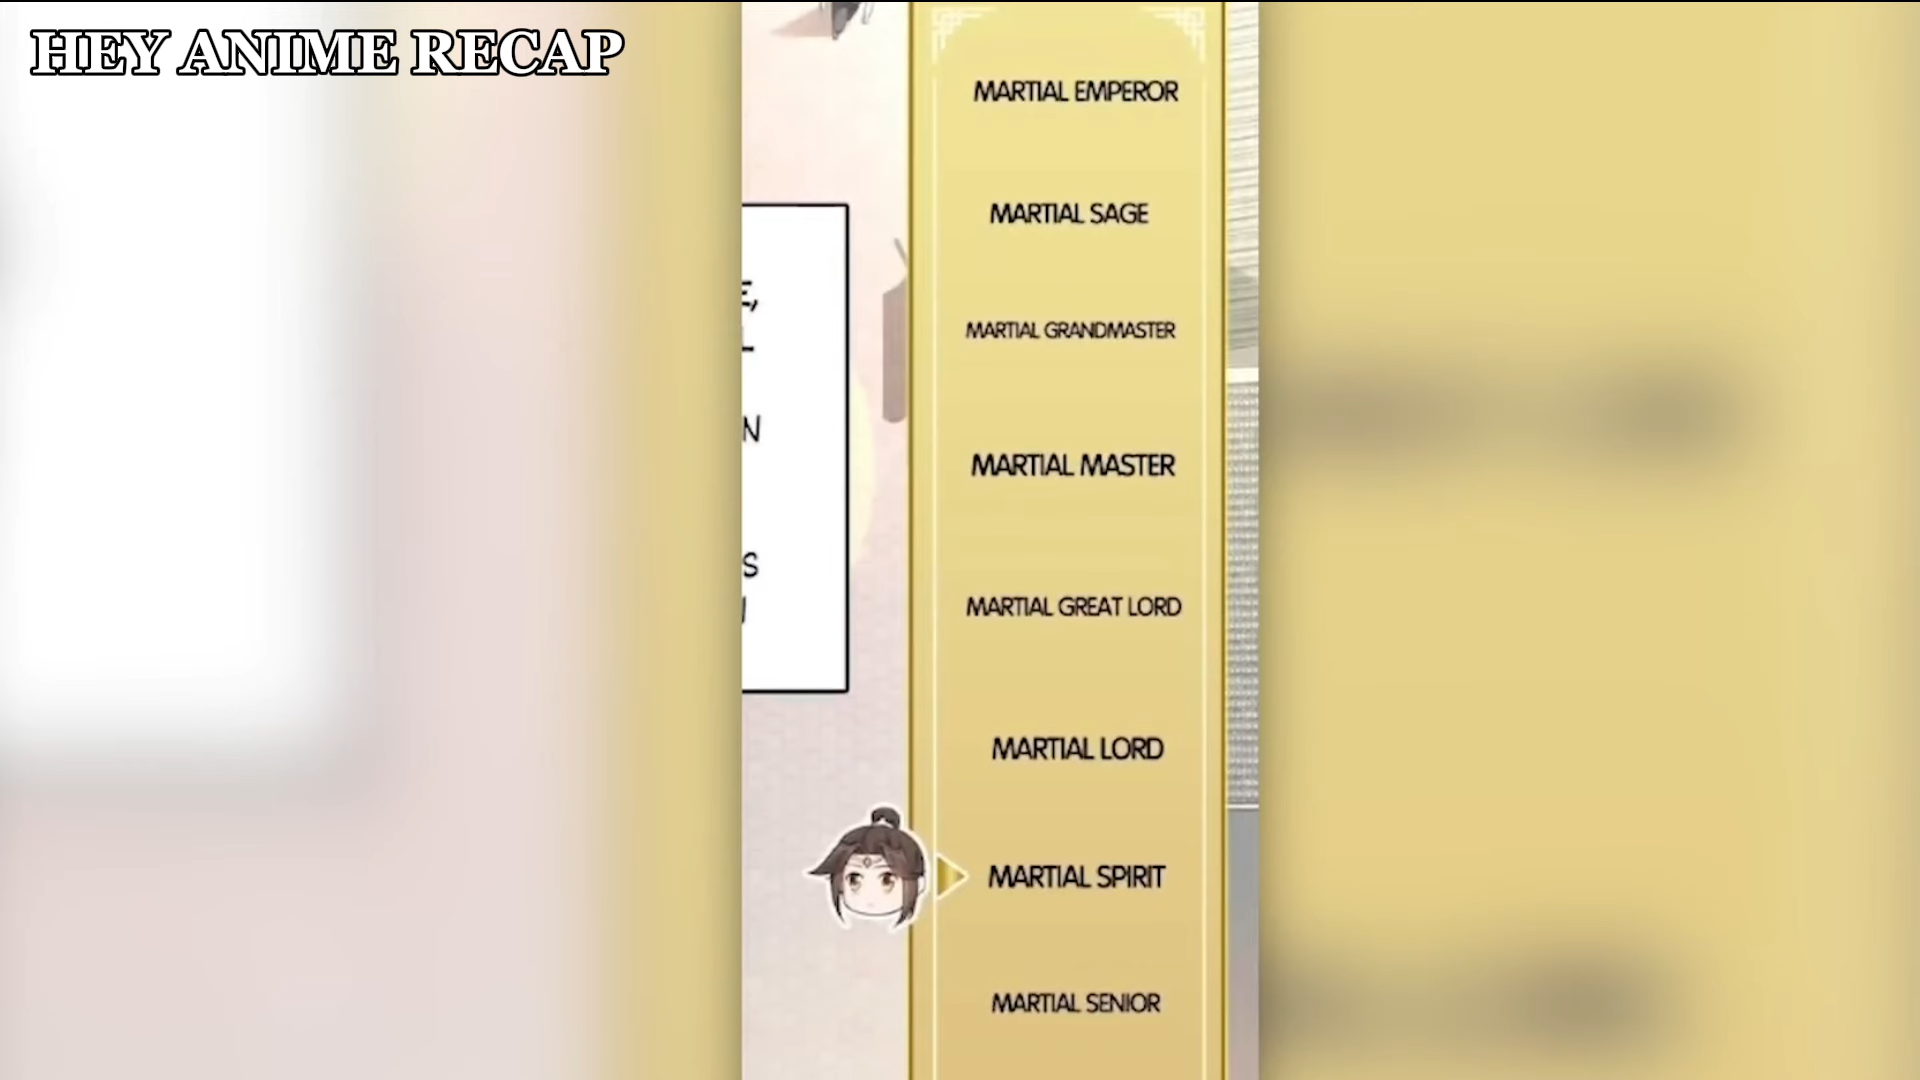 HEY ANIME RECAP
MARTIAL EMPEROR
MARTIAL SAGE
MARTIAL GRANDMASTER
MARTIAL MASTER
MARTIAL GREAT LORD
MARTIAL LORD
MARTIAL SPIRIT
MARTIAL SENIOR